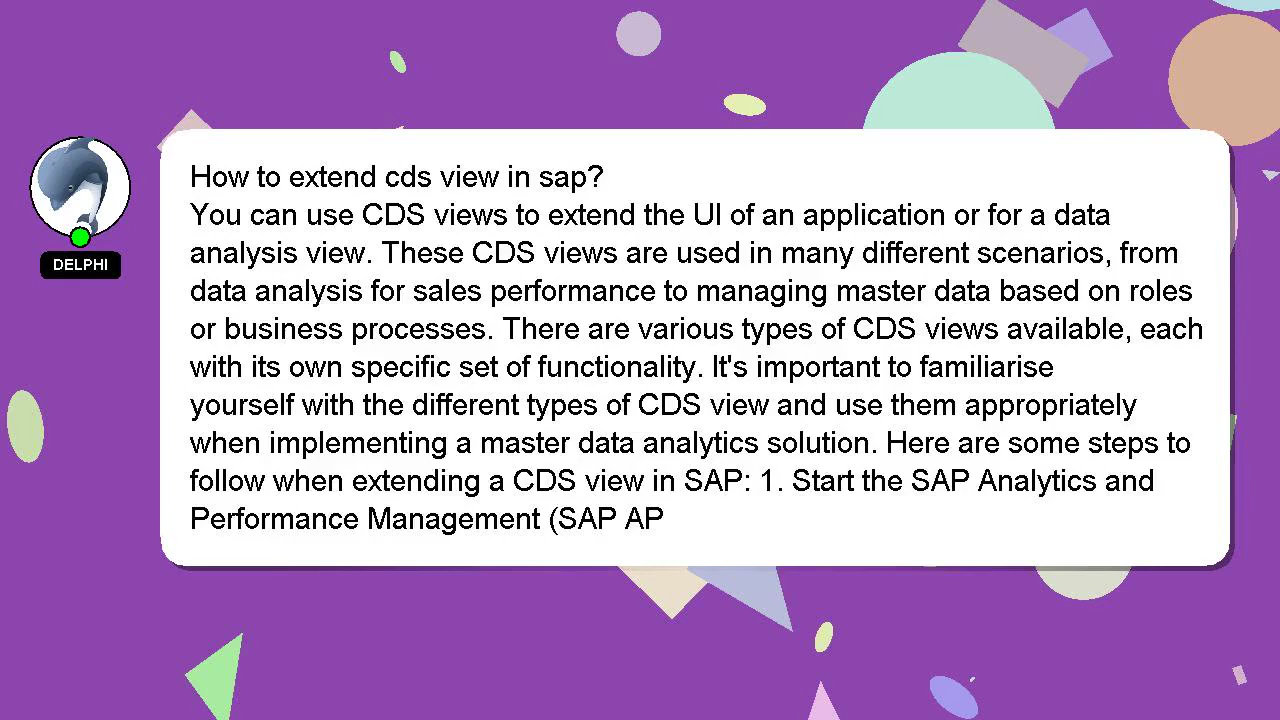 How to extend cds view in sap?
You can use CDS views to extend the UI of an application or for a data
analysis view. These CDS views are used in many different scenarios, from
data analysis for sales performance to managing master data based on roles
or business processes. There are various types of CDS views available, each
with its own specific set of functionality. It's important to familiarise
yourself with the different types of CDS view and use them appropriately
when implementing a master data analytics solution. Here are some steps to
follow when extending a CDS view in SAP: 1. Start the SAP Analytics and
Performance Management (SAP AP
DELPHI